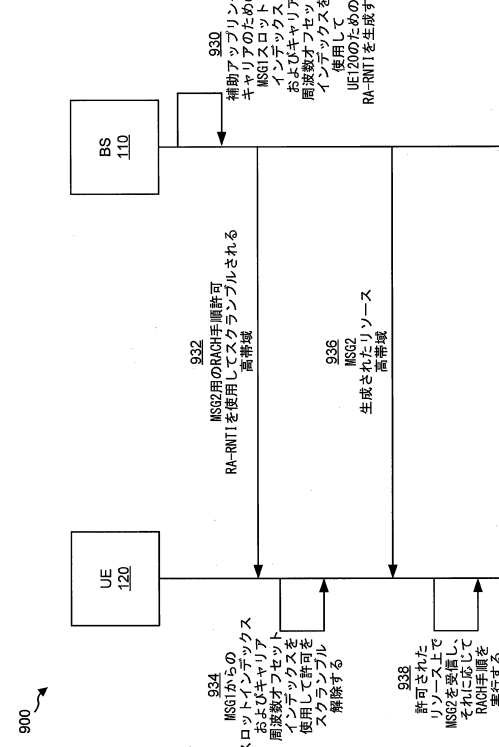 900
UE
120
BS
110
930
補助アップリンク
キャリアのための
MSG1スロット
インデックス
およびキャリア
周波数オフセット
インデックスを
使用して
UE120のための
RA-RNTIを生成する
932
MSG2用のRACH手順許可
RA-RNTIを使用してスクランブルされる
高帯域
934
MSG1からの
スロットインデックス
およびキャリア
周波数オフセット
インデックスを
使用して許可を
スクランブル
解除する
936
MSG2
生成されたリソース
高帯域
938
許可された
リソース上で
MSG2を受信し、
それに応じて
RACH手順を
実行する